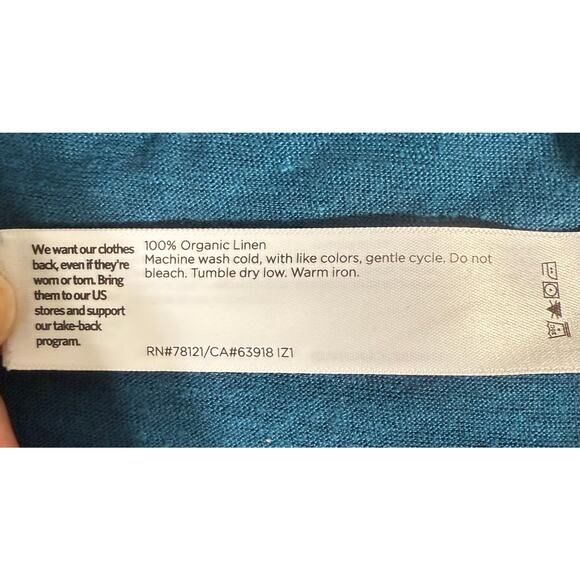 We want our clothes
back, even if they're
worn or torn. Bring
them to our US
stores and support
our take-back
program.
100% Organic Linen
Machine wash cold, with like colors, gentle cycle. Do not
bleach. Tumble dry low. Warm iron.
RN#78121/CA#63918 IZ1